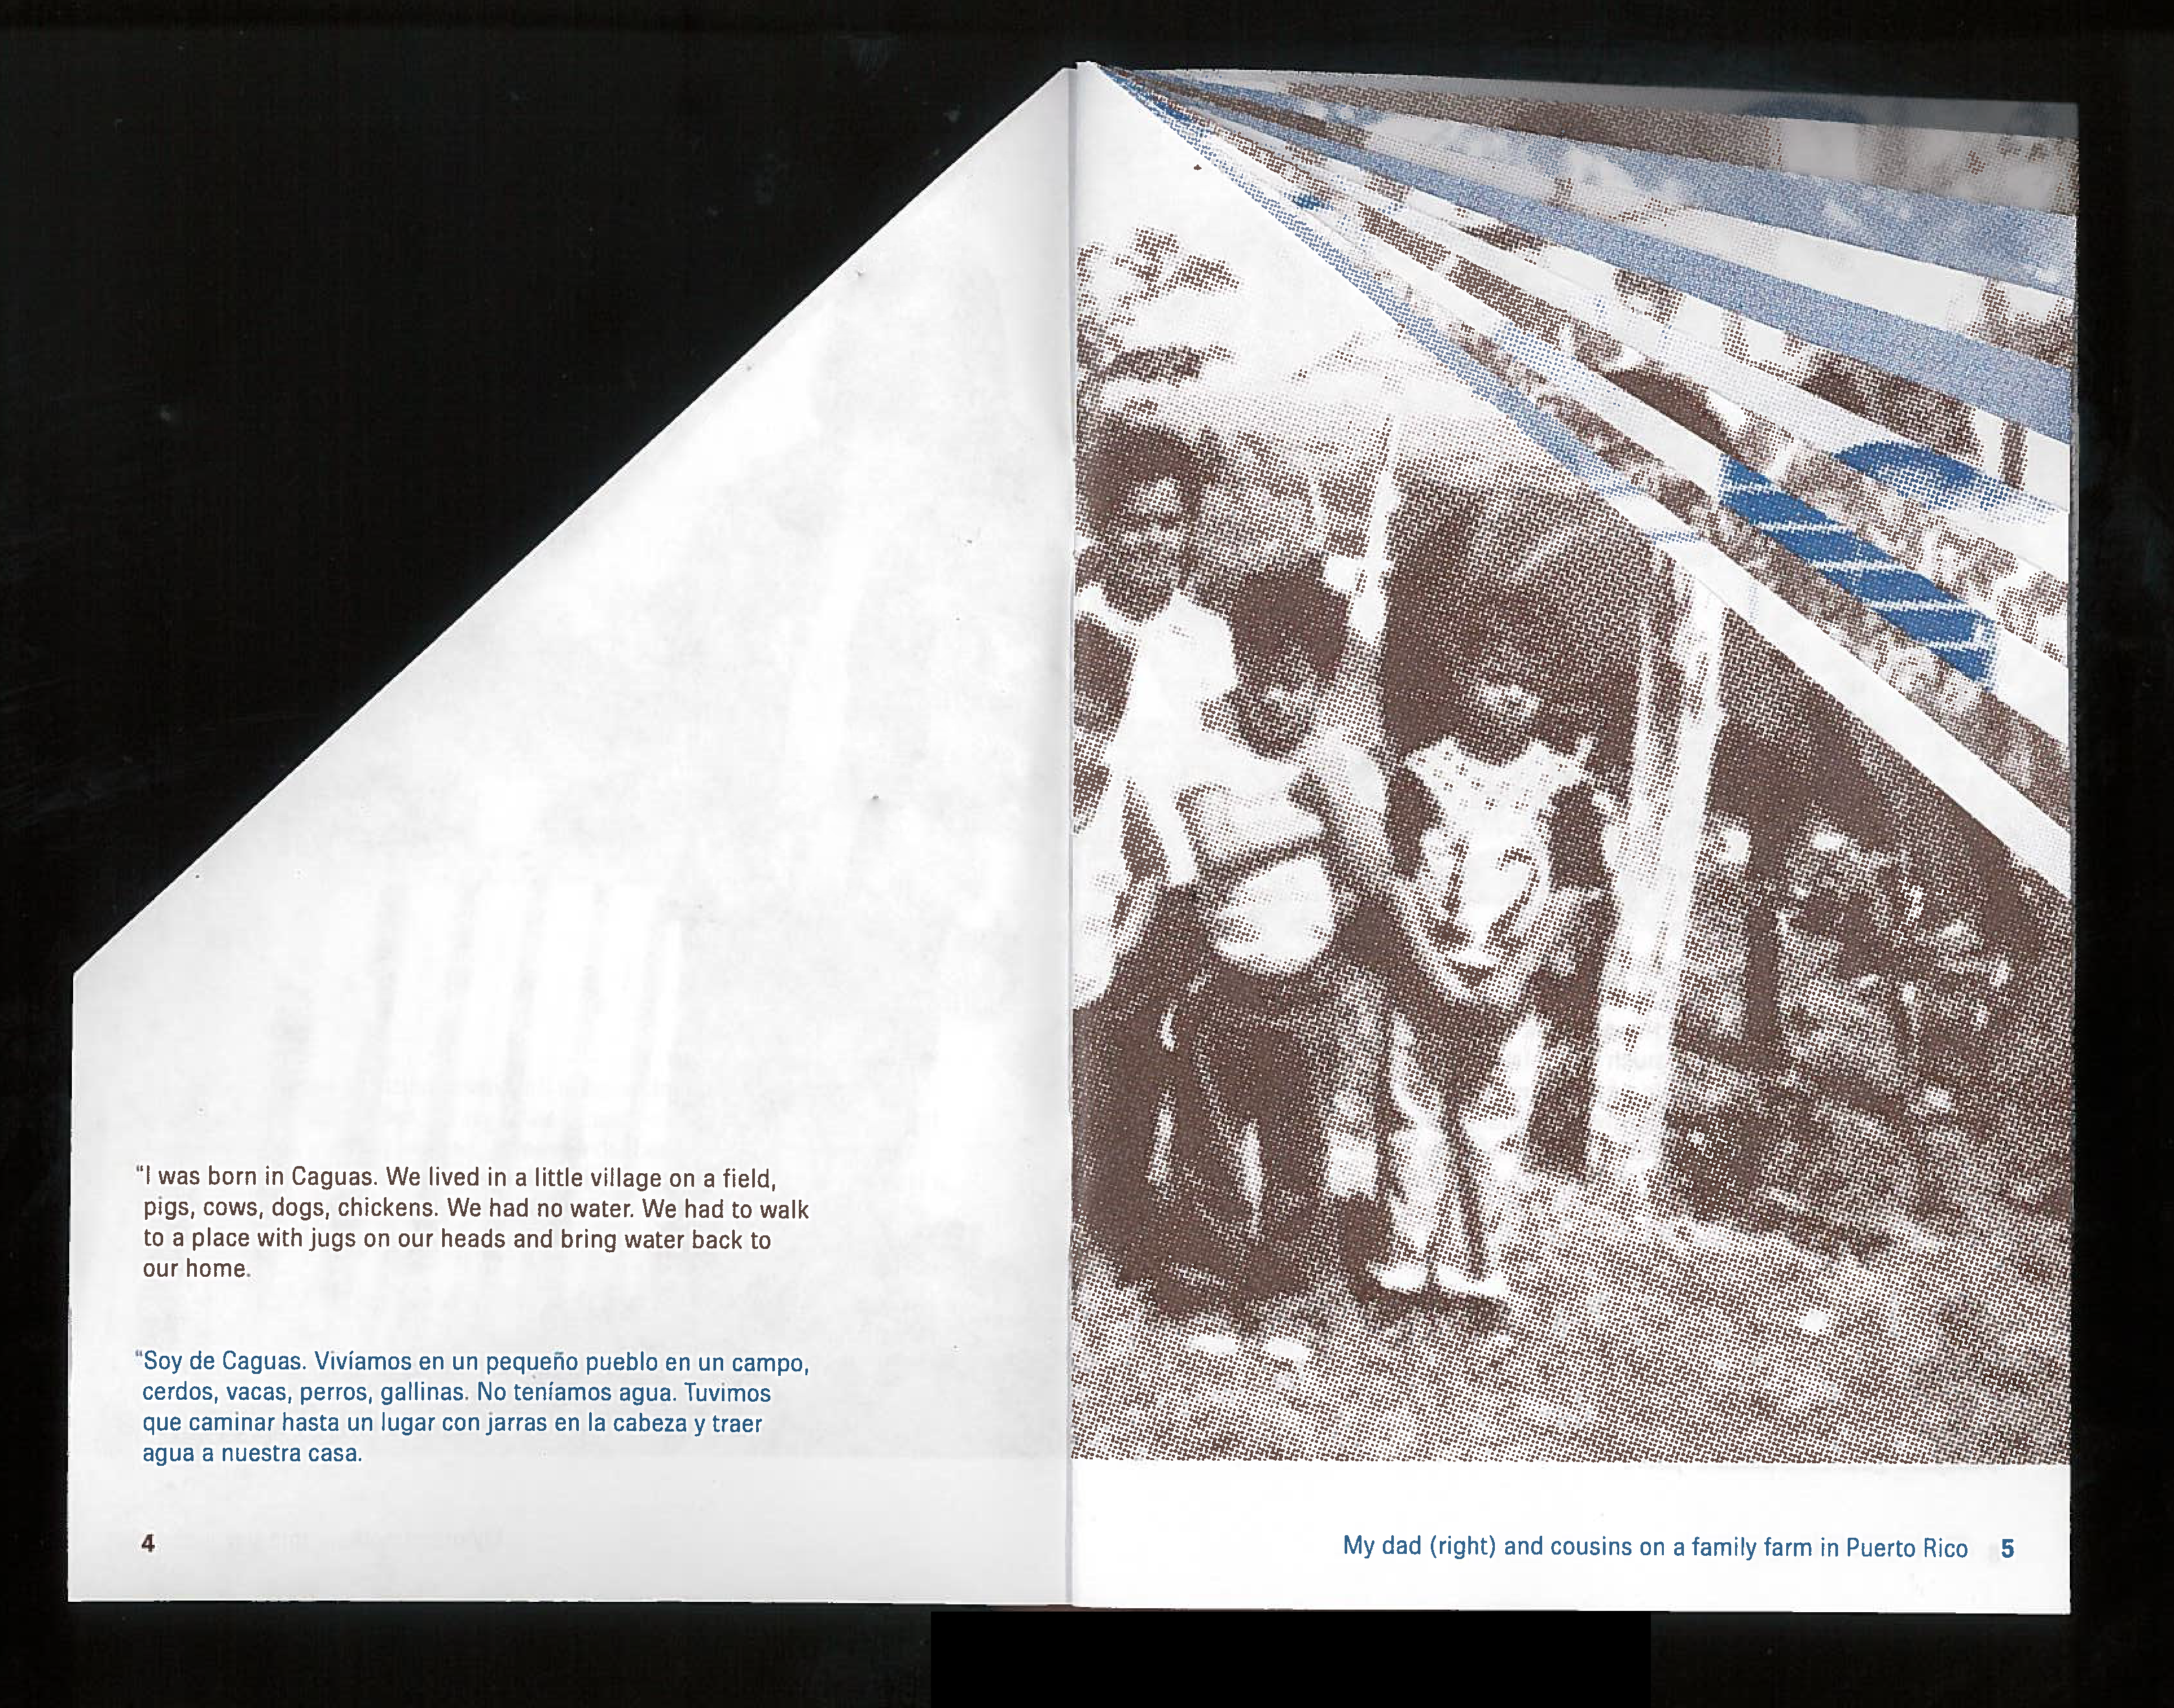 "I was born in Caguas. We lived in a little village on a field,
pigs, cows, dogs, chickens. We had no water. We had to walk
to a place with jugs on our heads and bring water back to
our home.
"Soy de Caguas. Vivíamos en un pequeño pueblo en un campo,
cerdos, vacas, perros, gallinas. No teníamos agua. Tuvimos
que caminar hasta un lugar con jarras en la cabeza y traer
agua a nuestra casa.
4
12
My dad (right) and cousins on a family farm in Puerto Rico 5